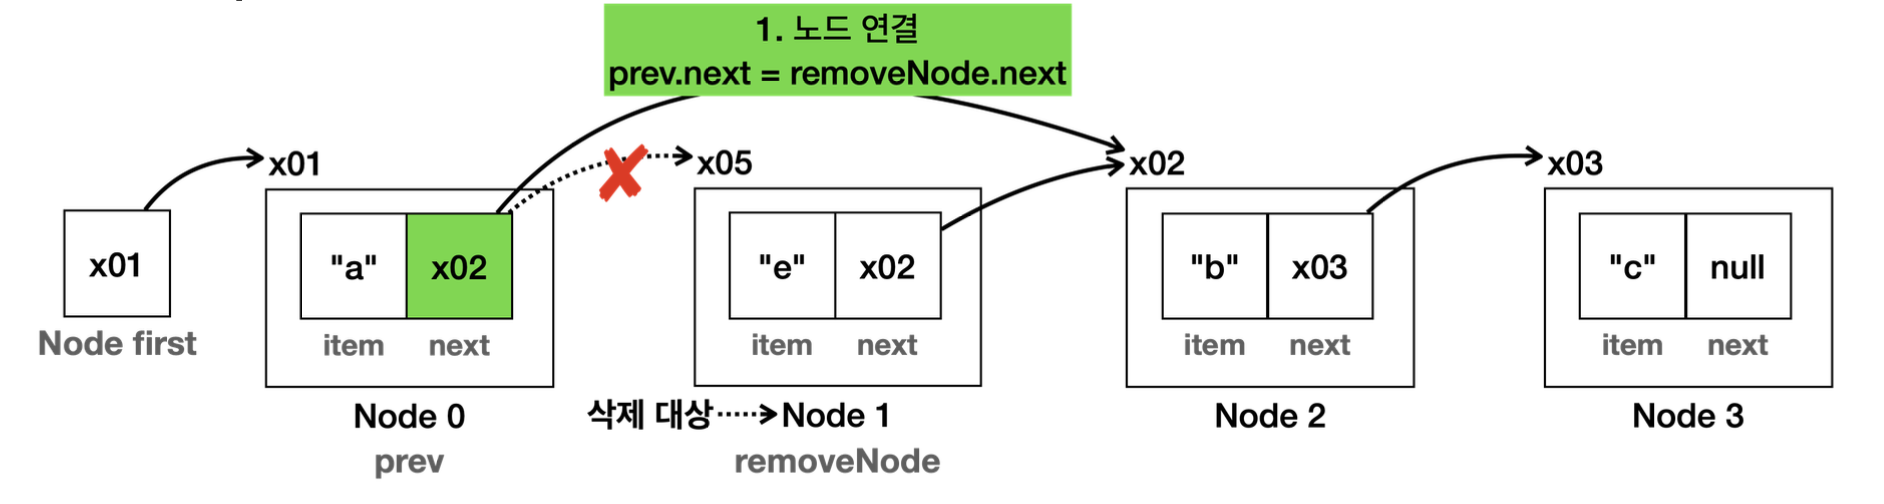 1. 노드 연결
prev.next = removeNode.next
x01
x05
x02
x03
x01
"a" x02
"e" x02
"b" x03
"c" null
Node first
item next
item next
item next
item next
Node 0
삭제 대상
Node 1
Node 2
Node 3
prev
removeNode